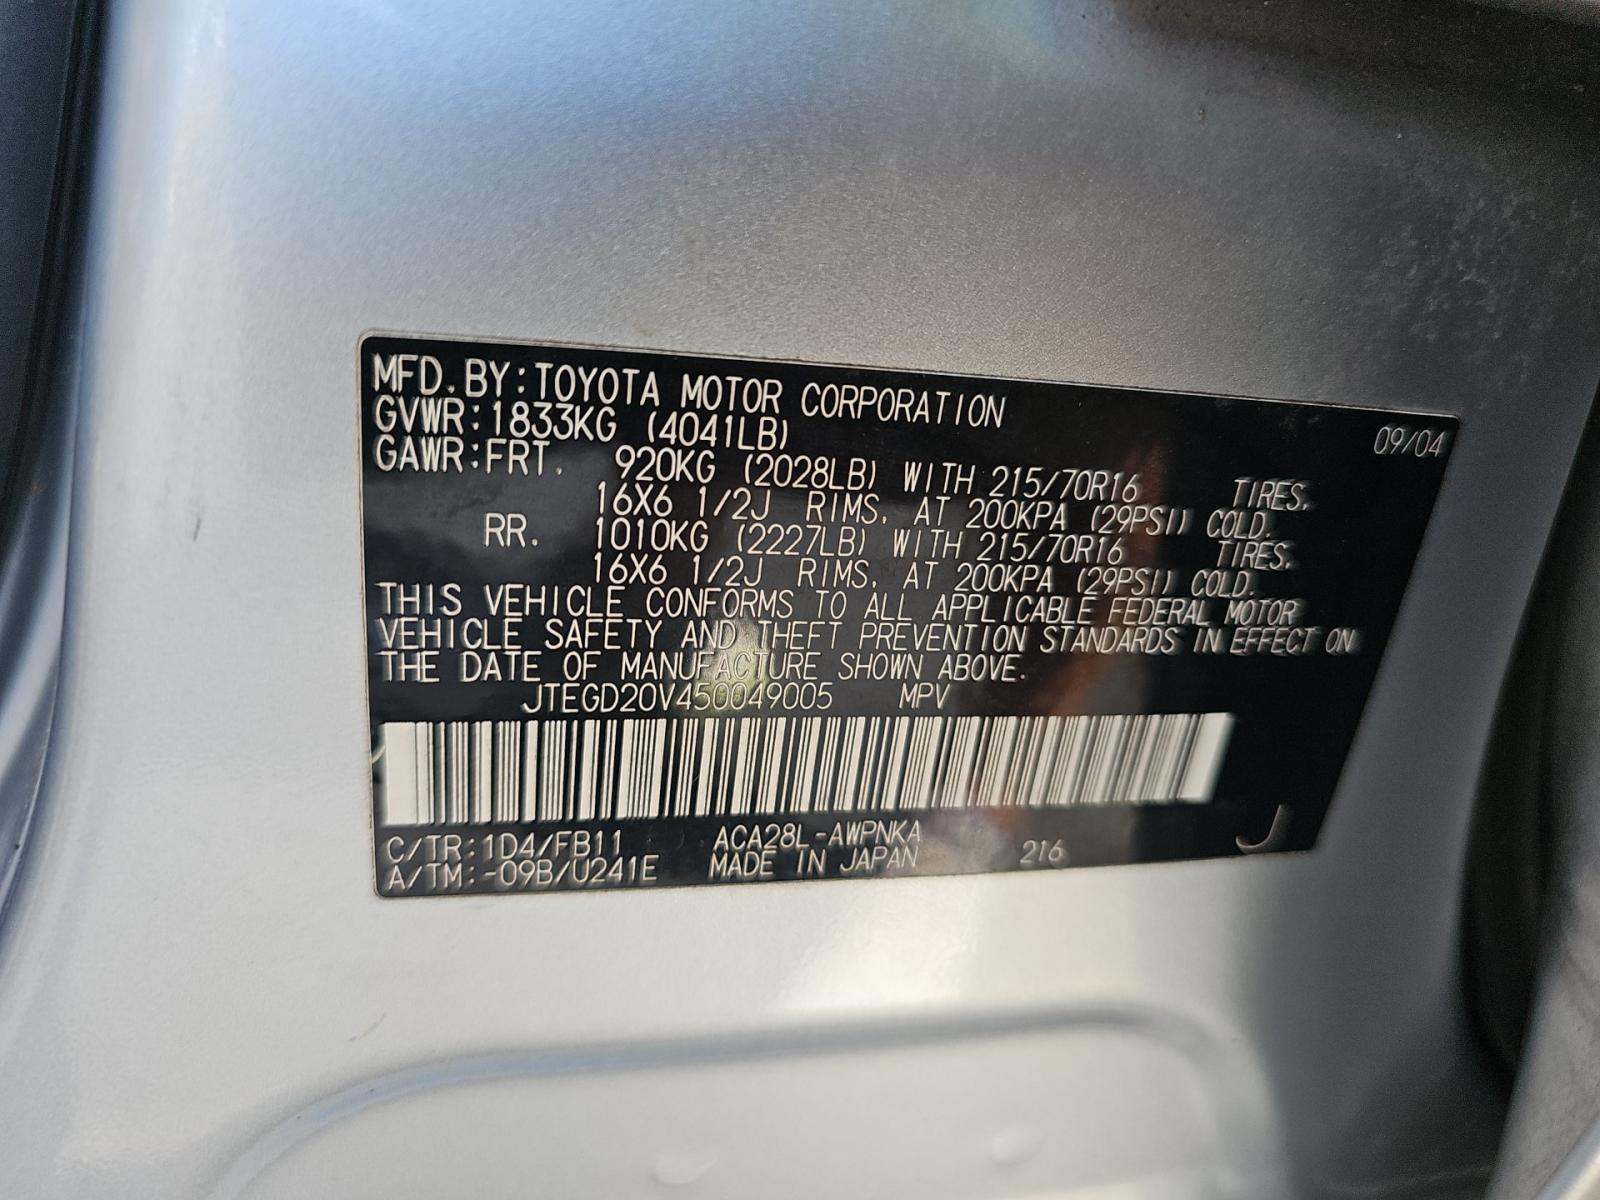 MFD. BY: TOYOTA MOTOR CORPORATION 09/04
GVWR: 1833KG (4041LB)
GAWR: FRT. 920KG (2028LB) WITH 215/70R16 TIRES,
16X6 1/2J RIMS, AT 200KPA (29PSI) COLD.
RR. 1010KG (2227LB) WITH 215/70R16 TIRES,
16X6 1/2J RIMS, AT 200KPA (29PSI) COLD.
THIS VEHICLE CONFORMS TO ALL APPLICABLE FEDERAL MOTOR
VEHICLE SAFETY AND THEFT PREVENTION STANDARDS IN EFFECT ON
THE DATE OF MANUFACTURE SHOWN ABOVE.
JTEGD20V450049005 MPV
C/TR: 1D4/FB11 ACA28L-AWPNKA
A/TM: -09B/U241E MADE IN JAPAN 216 J